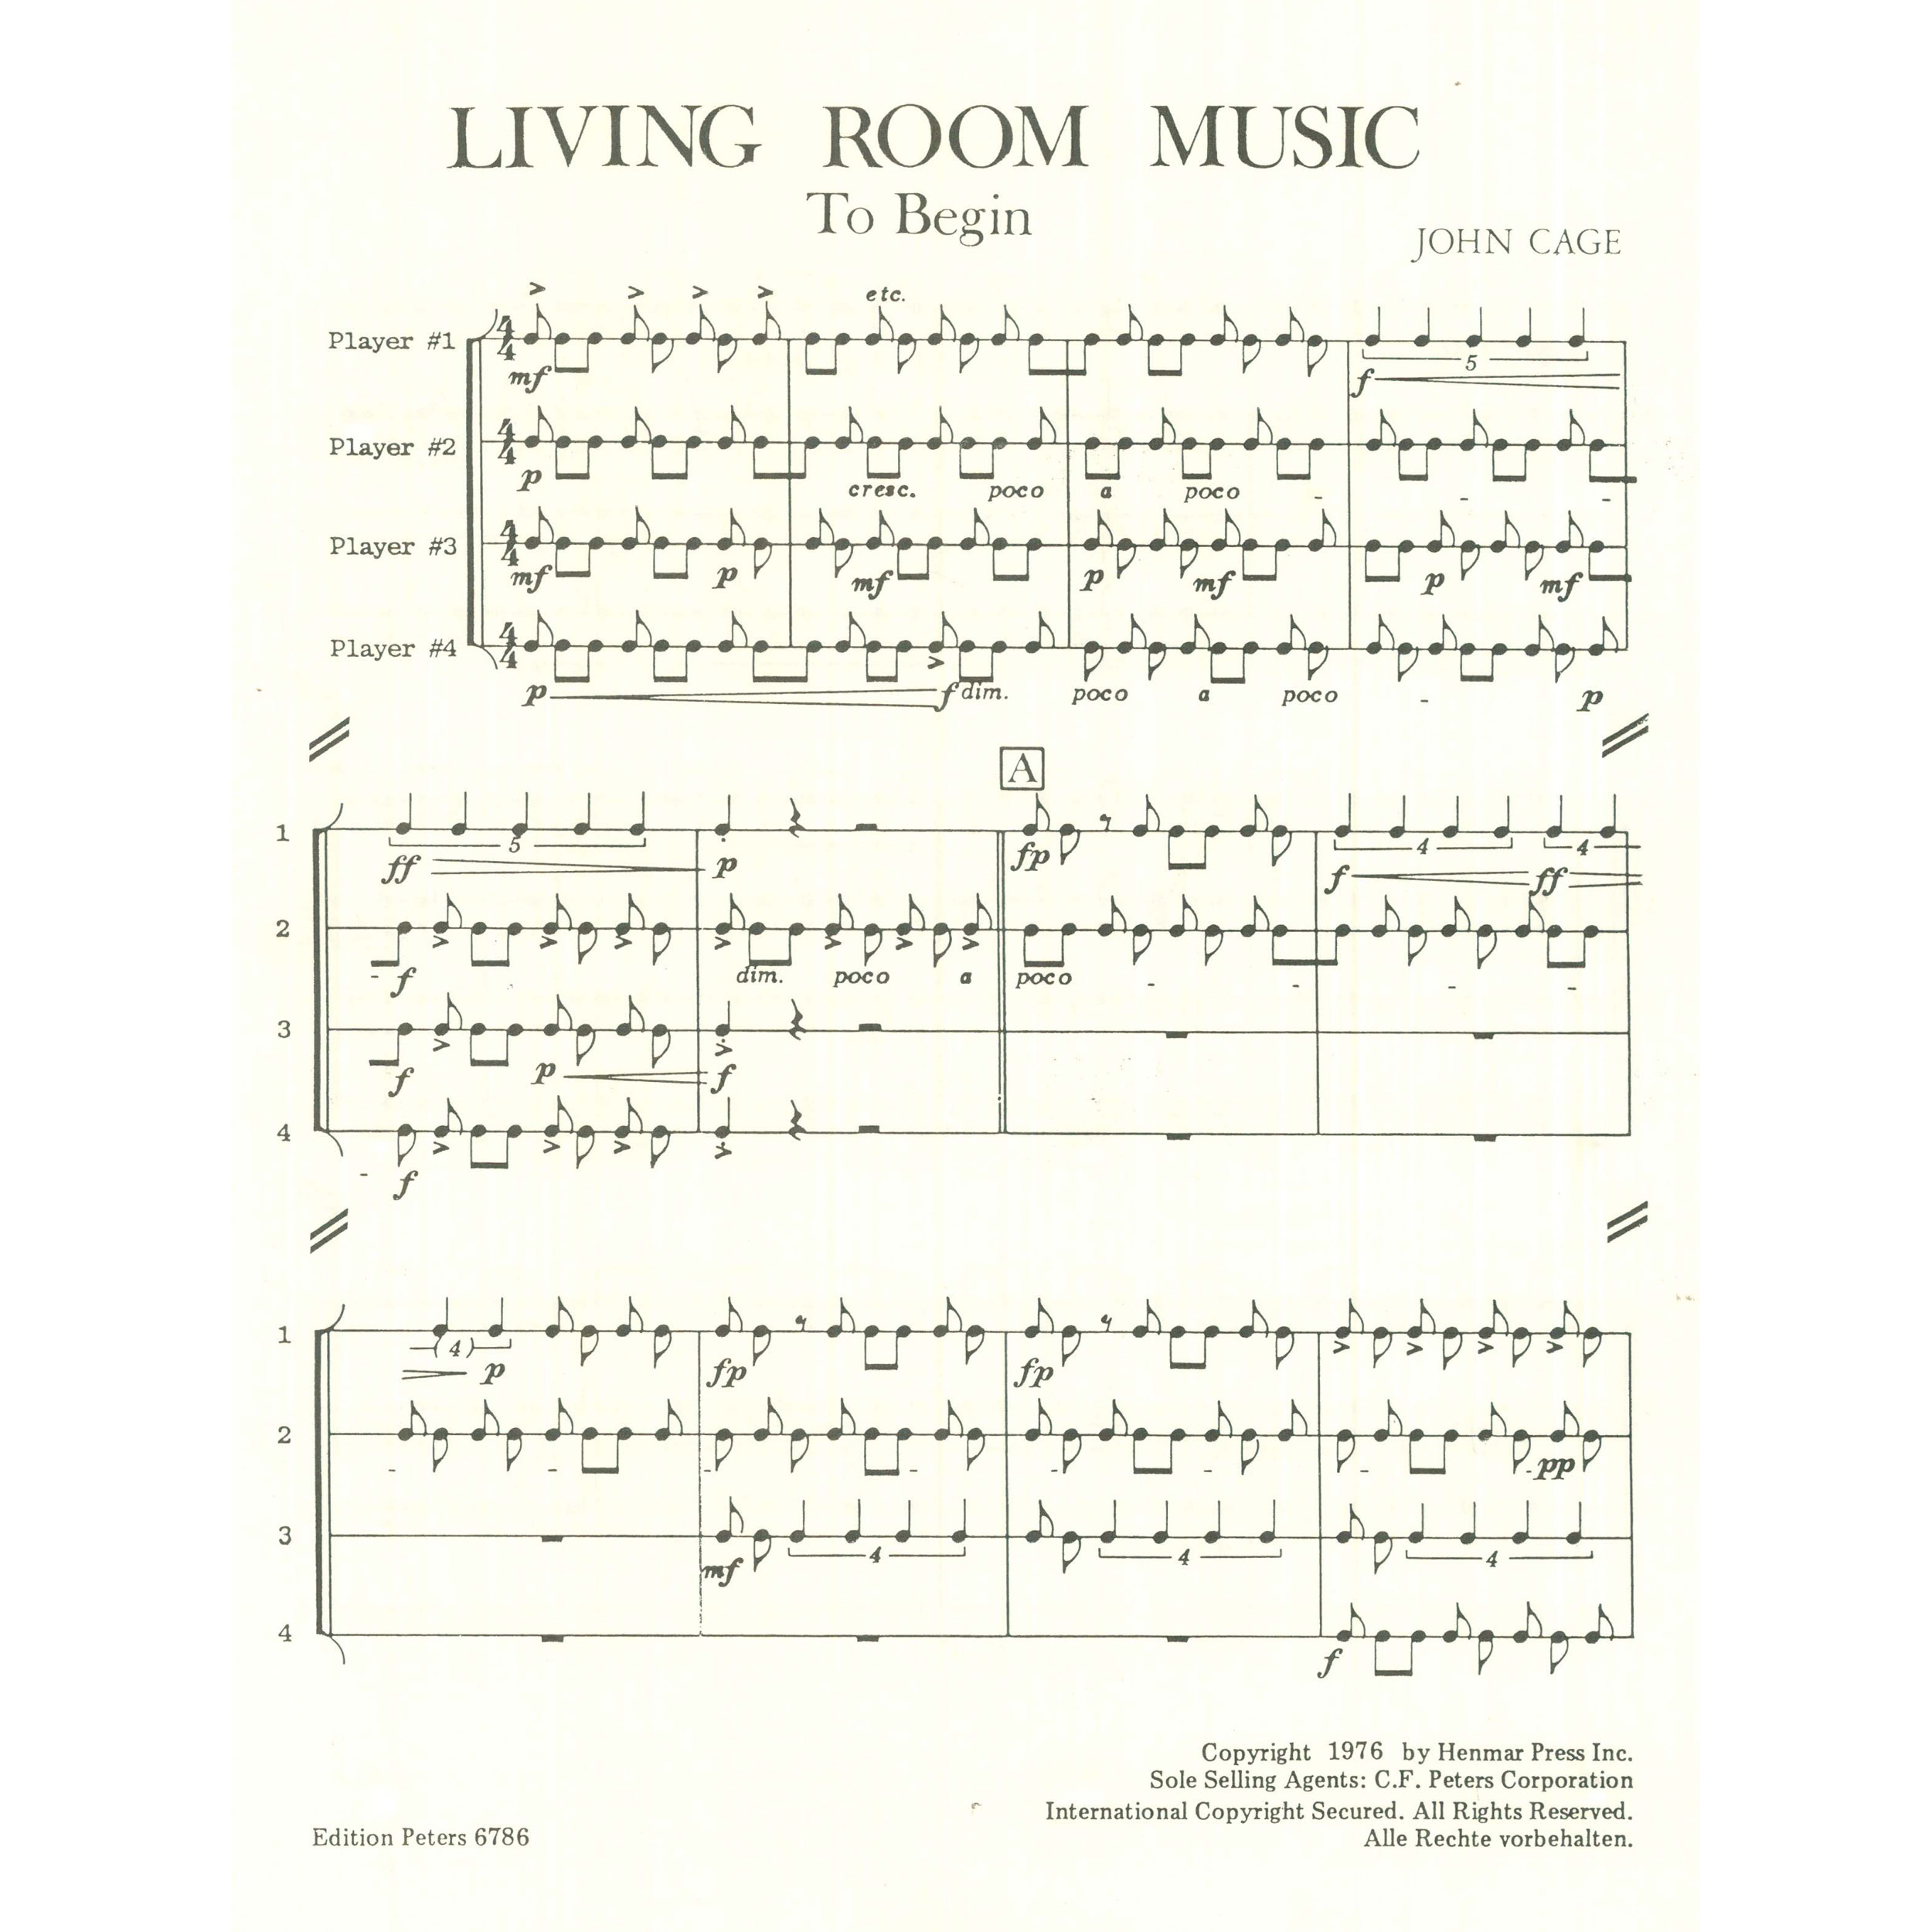 LIVING ROOM MUSIC
To Begin
JOHN CAGE
etc.
Player #1
mf
5
f
Player #2
p
cresc. poco a poco - - -
Player #3
mf p mf p mf p mf
Player #4
p f dim. poco a poco - p
A
1
5
ff p fp f 4 ff 4
2
- f dim. poco a poco - - - -
3
f p f
4
- f
1
(4)
p fp fp
2
- - - - - - - - pp
3
mf 4 4 4
4
f
Copyright 1976 by Henmar Press Inc.
Sole Selling Agents: C.F. Peters Corporation
International Copyright Secured. All Rights Reserved.
Edition Peters 6786
Alle Rechte vorbehalten.